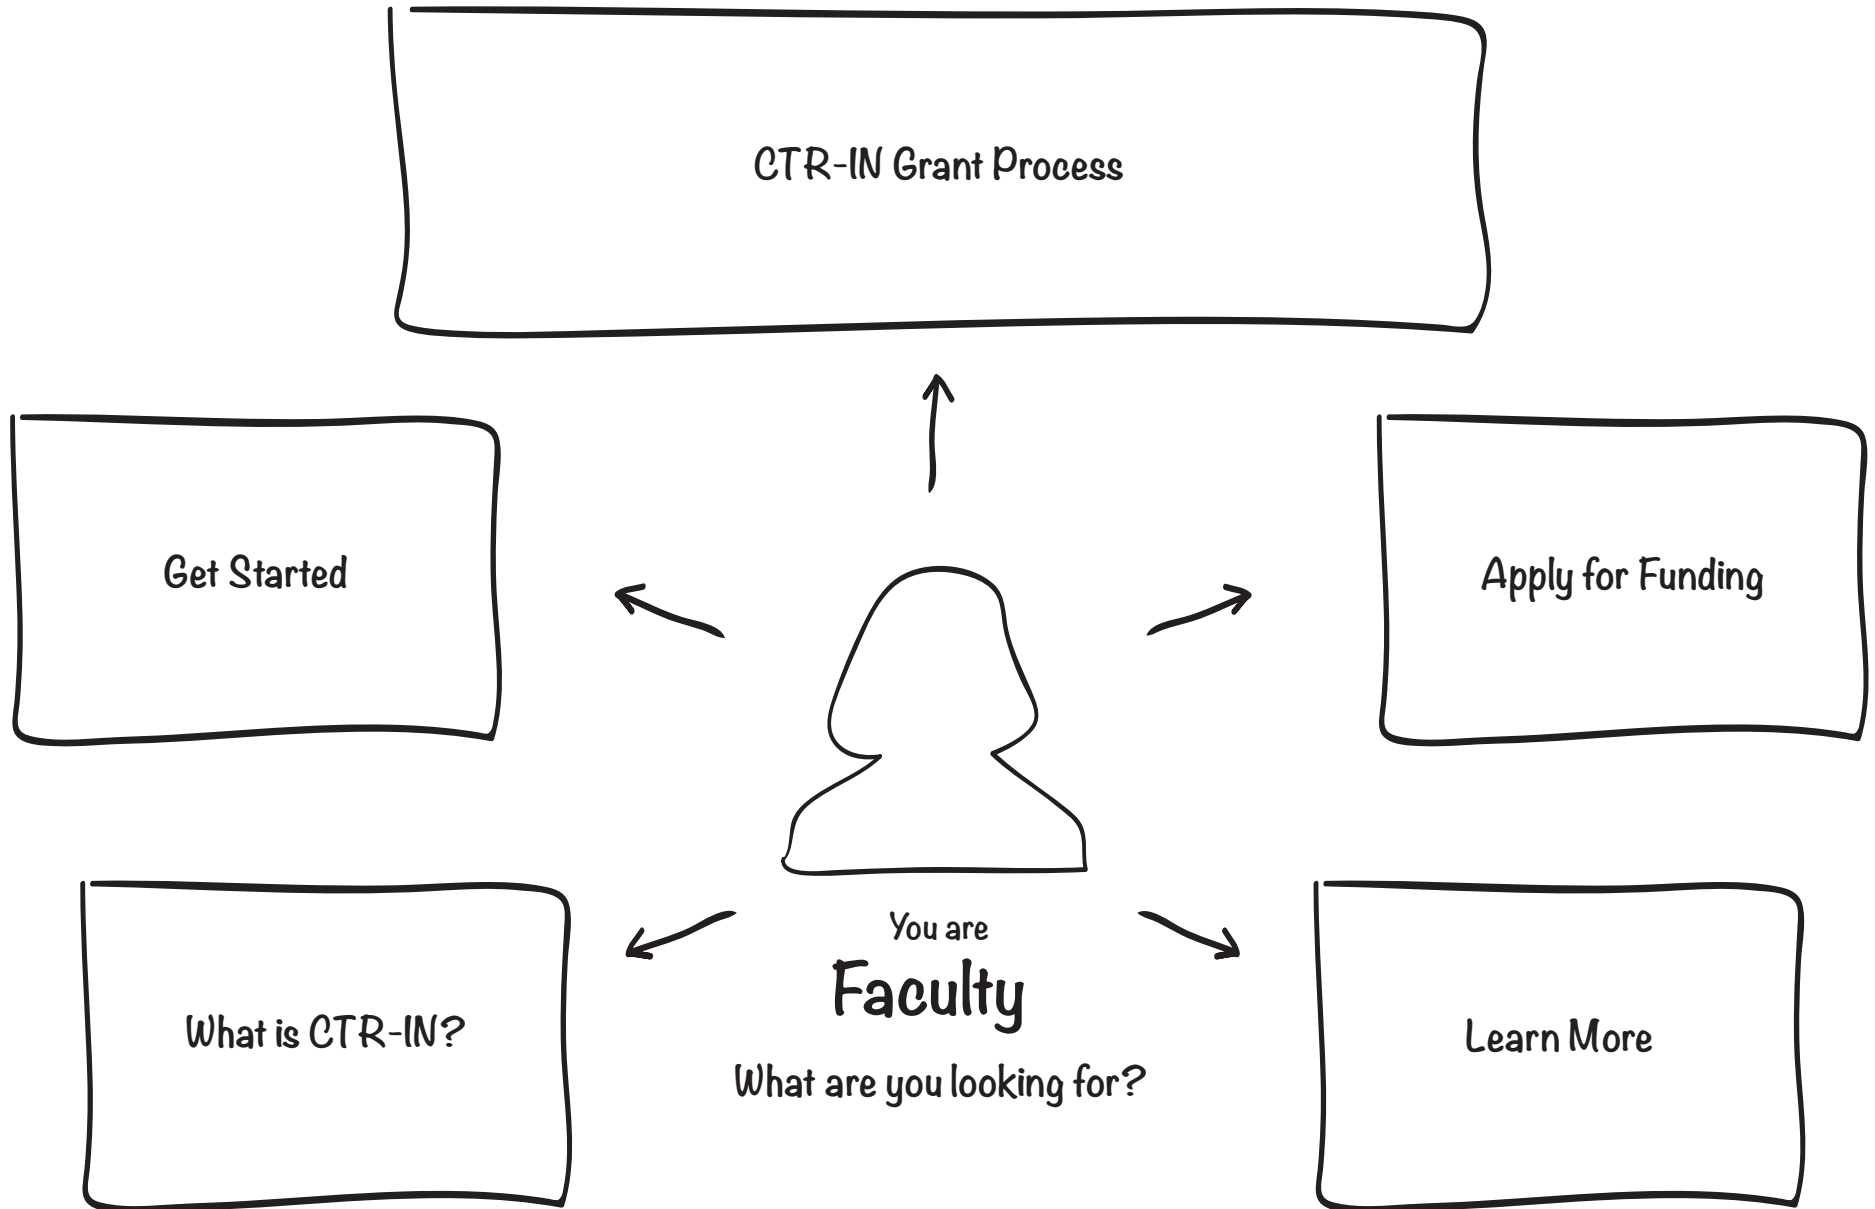 CTR-IN Grant Process
Get Started
Apply for Funding
What is CTR-IN?
You are
Faculty
What are you looking for?
Learn More